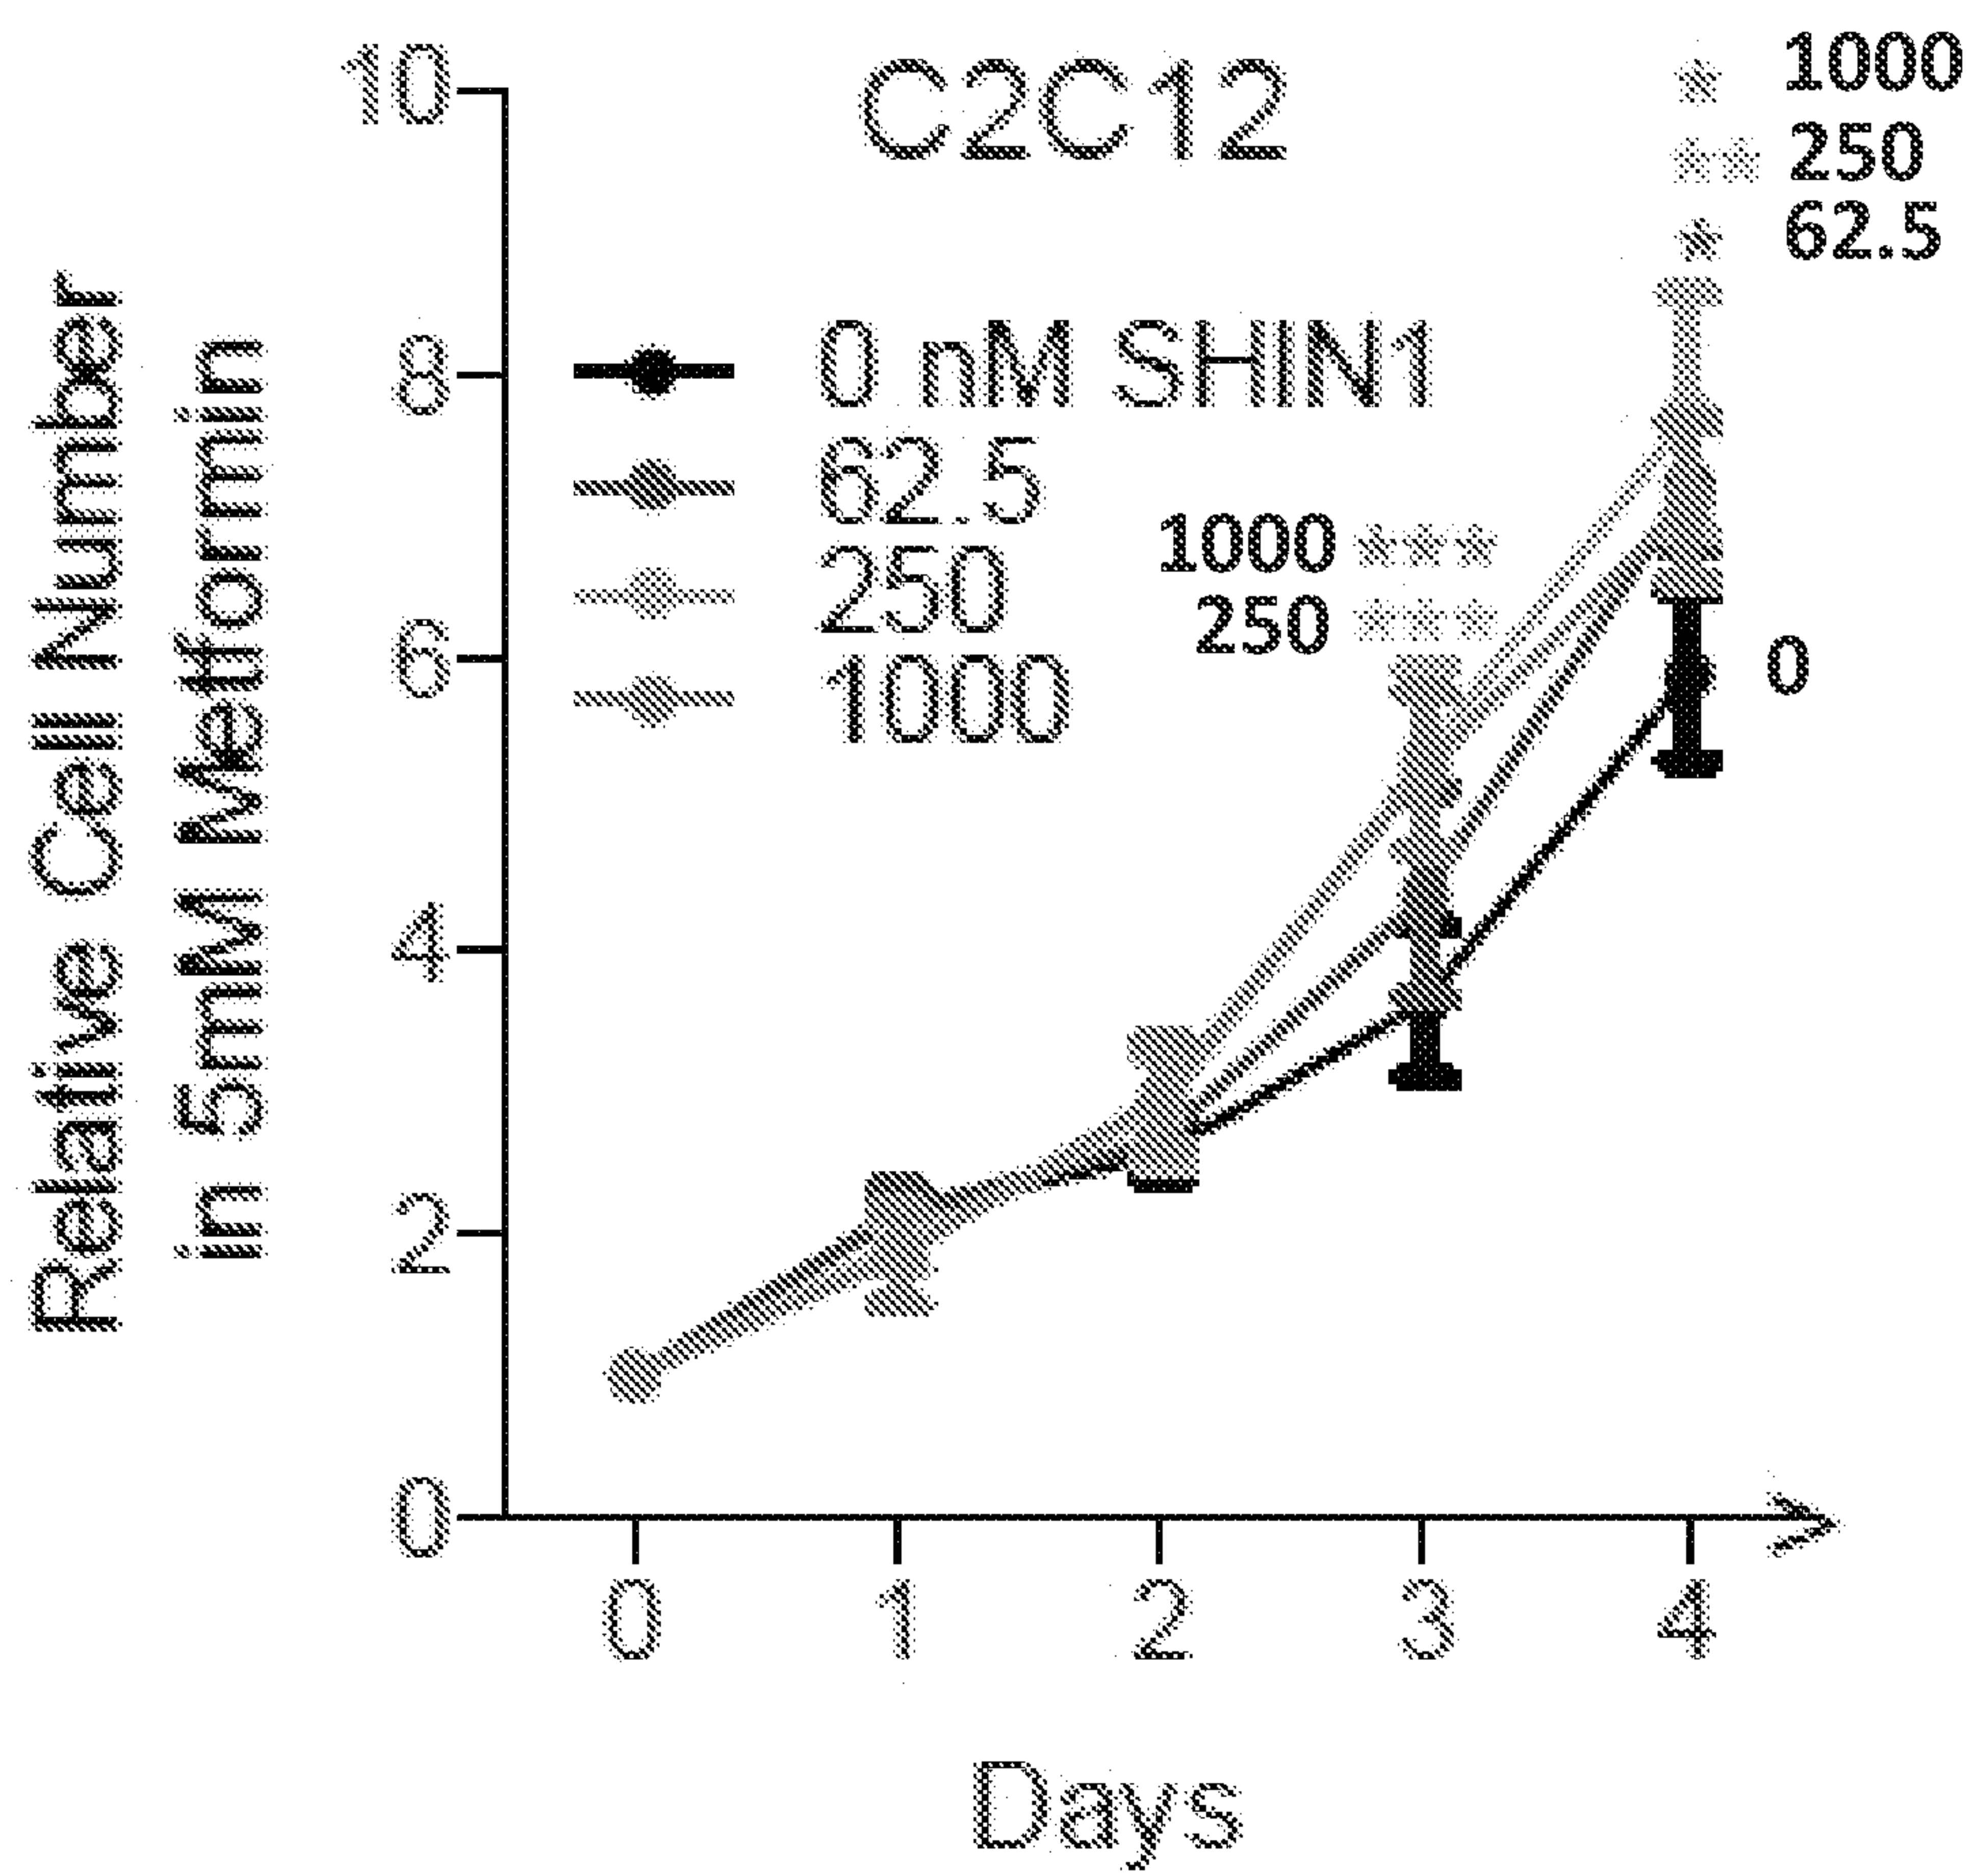 C2C12
Relative Cell Number
in 5mM Metformin
10
8
6
4
2
0
0 nM SHIN1
62.5
250
1000
★ 1000
★★ 250
★ 62.5
1000 ★★★
250 ★★★
0
0 1 2 3 4
Days